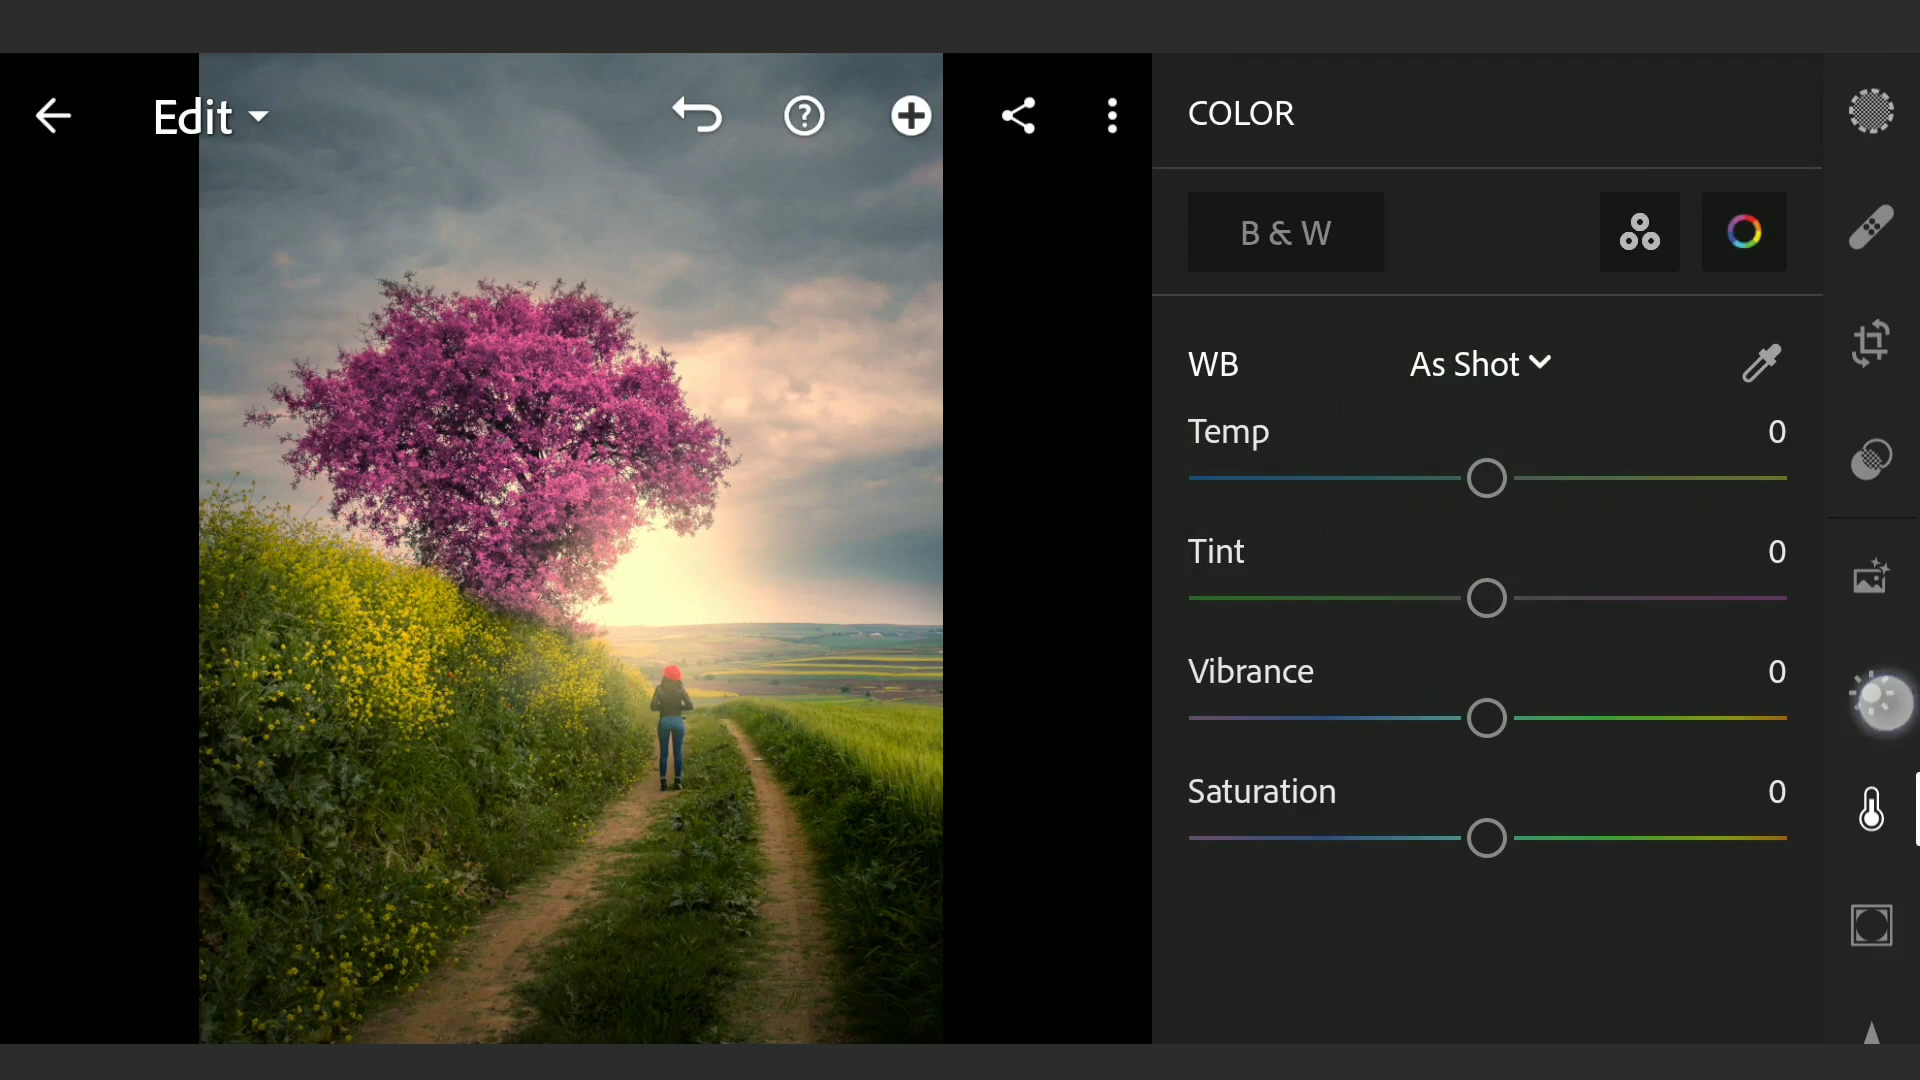 Edit
COLOR
B & W
WB As Shot
Temp 0
Tint 0
Vibrance 0
Saturation 0